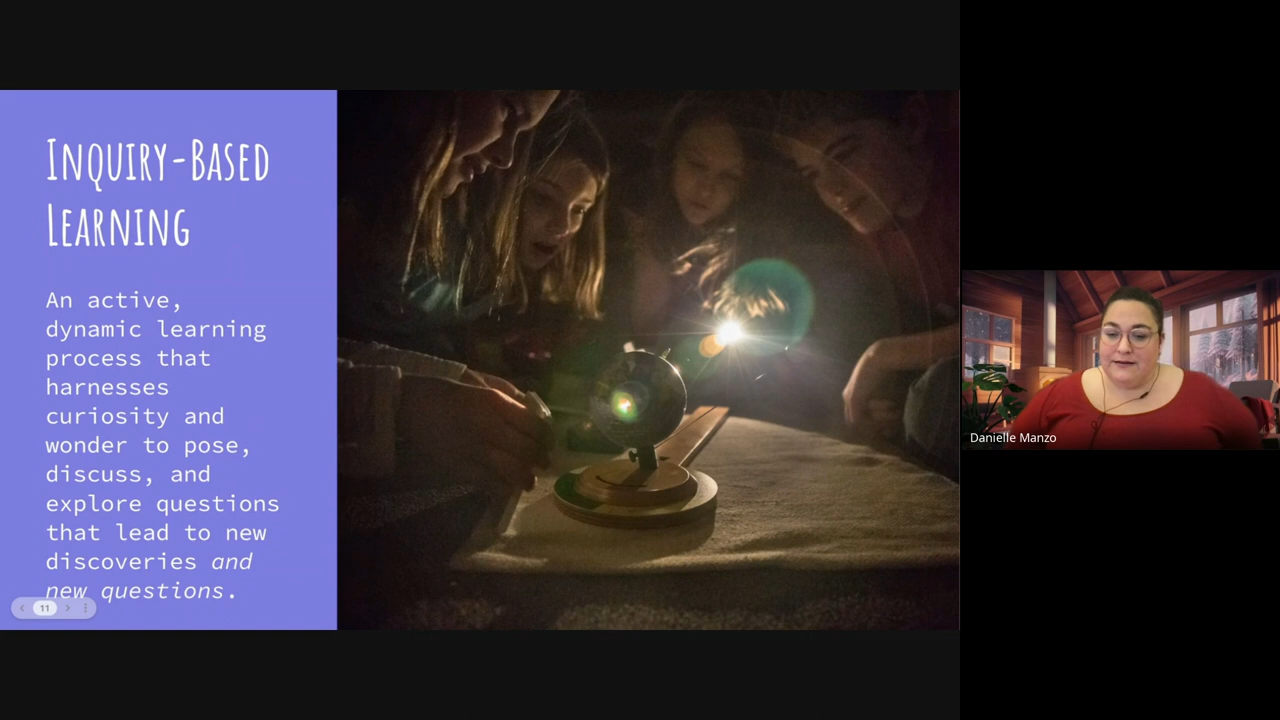 Inquiry-Based
Learning
An active,
dynamic learning
process that
harnesses
curiosity and
wonder to pose,
discuss, and
explore questions
that lead to new
discoveries and
new questions.
11
Danielle Manzo